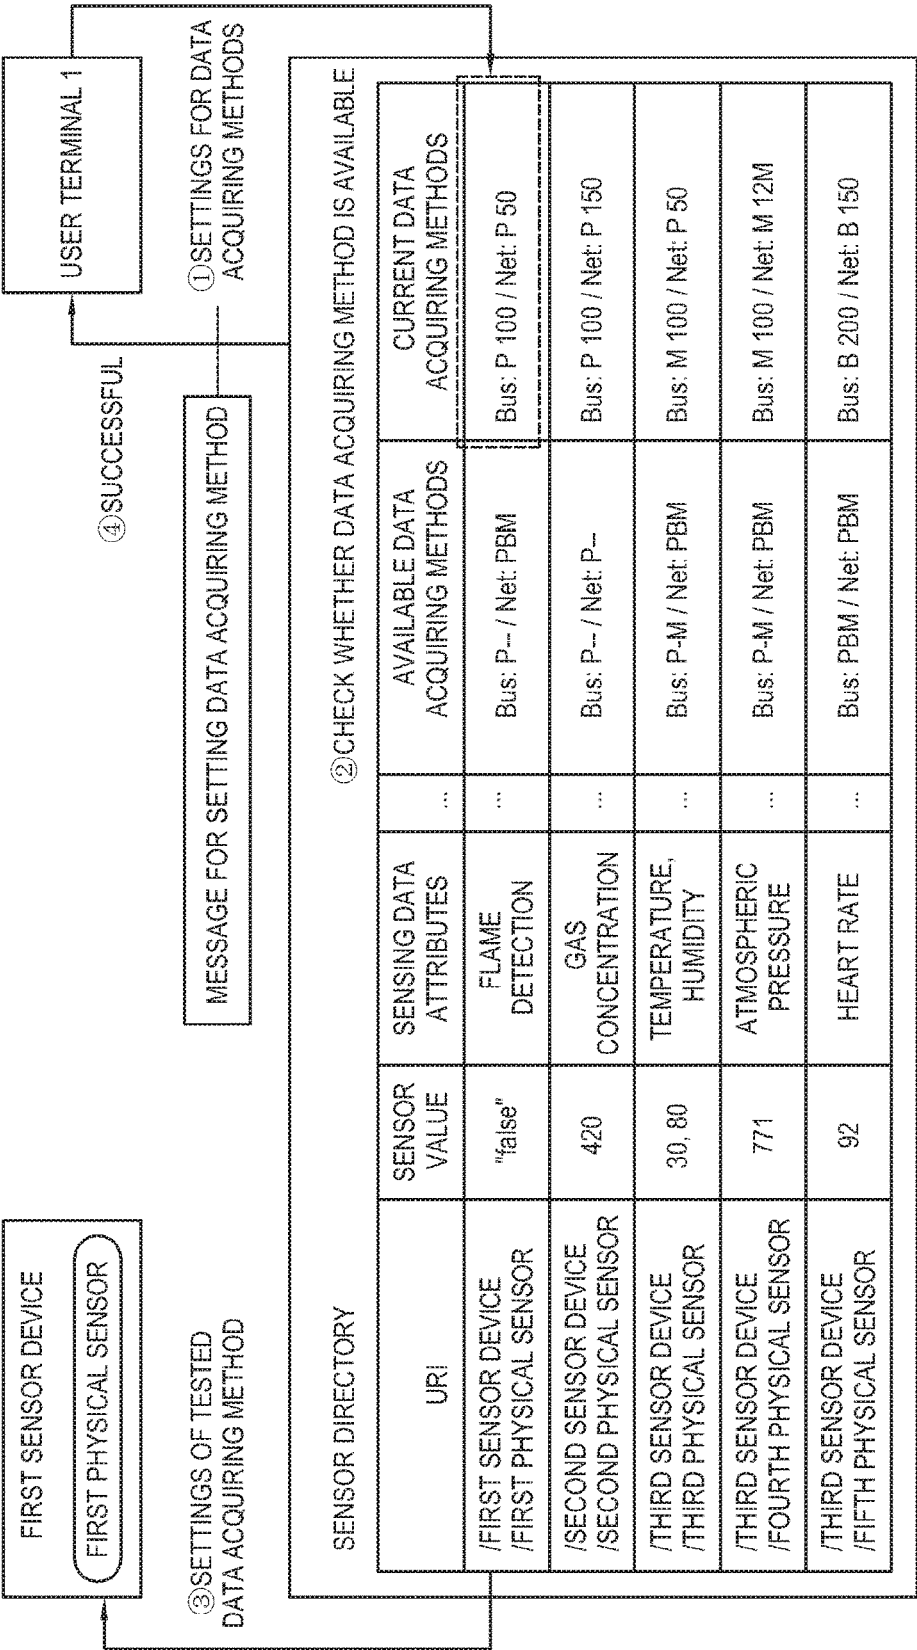 FIRST SENSOR DEVICE
FIRST PHYSICAL SENSOR
USER TERMINAL 1
④SUCCESSFUL
①SETTINGS FOR DATA
ACQUIRING METHODS
③SETTINGS OF TESTED
DATA ACQUIRING METHOD
MESSAGE FOR SETTING DATA ACQUIRING METHOD
SENSOR DIRECTORY
②CHECK WHETHER DATA ACQUIRING METHOD IS AVAILABLE
URI
SENSOR
VALUE
SENSING DATA
ATTRIBUTES
...
AVAILABLE DATA
ACQUIRING METHODS
CURRENT DATA
ACQUIRING METHODS
/FIRST SENSOR DEVICE
/FIRST PHYSICAL SENSOR
"false"
FLAME
DETECTION
...
Bus: P-- / Net: PBM
Bus: P 100 / Net: P 50
/SECOND SENSOR DEVICE
/SECOND PHYSICAL SENSOR
420
GAS
CONCENTRATION
...
Bus: P-- / Net: P--
Bus: P 100 / Net: P 150
/THIRD SENSOR DEVICE
/THIRD PHYSICAL SENSOR
30, 80
TEMPERATURE,
HUMIDITY
...
Bus: P-M / Net: PBM
Bus: M 100 / Net: P 50
/THIRD SENSOR DEVICE
/FOURTH PHYSICAL SENSOR
771
ATMOSPHERIC
PRESSURE
...
Bus: P-M / Net: PBM
Bus: M 100 / Net: M 12M
/THIRD SENSOR DEVICE
/FIFTH PHYSICAL SENSOR
92
HEART RATE
...
Bus: PBM / Net: PBM
Bus: B 200 / Net: B 150